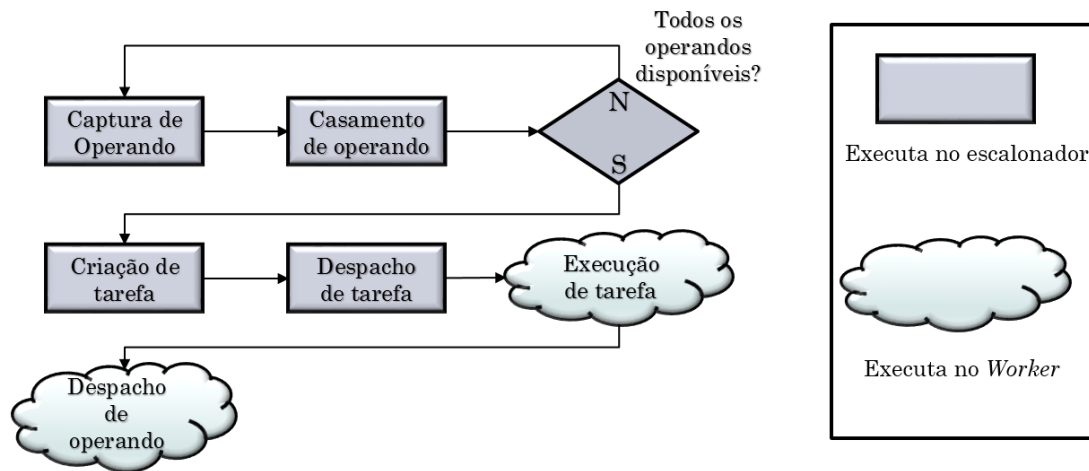 Todos os
operandos
disponíveis?
Captura de
Operando
Casamento
de operando
N
S
Criação de
tarefa
Despacho
de tarefa
Execução
de tarefa
Despacho
de
operando
Executa no escalonador
Executa no Worker